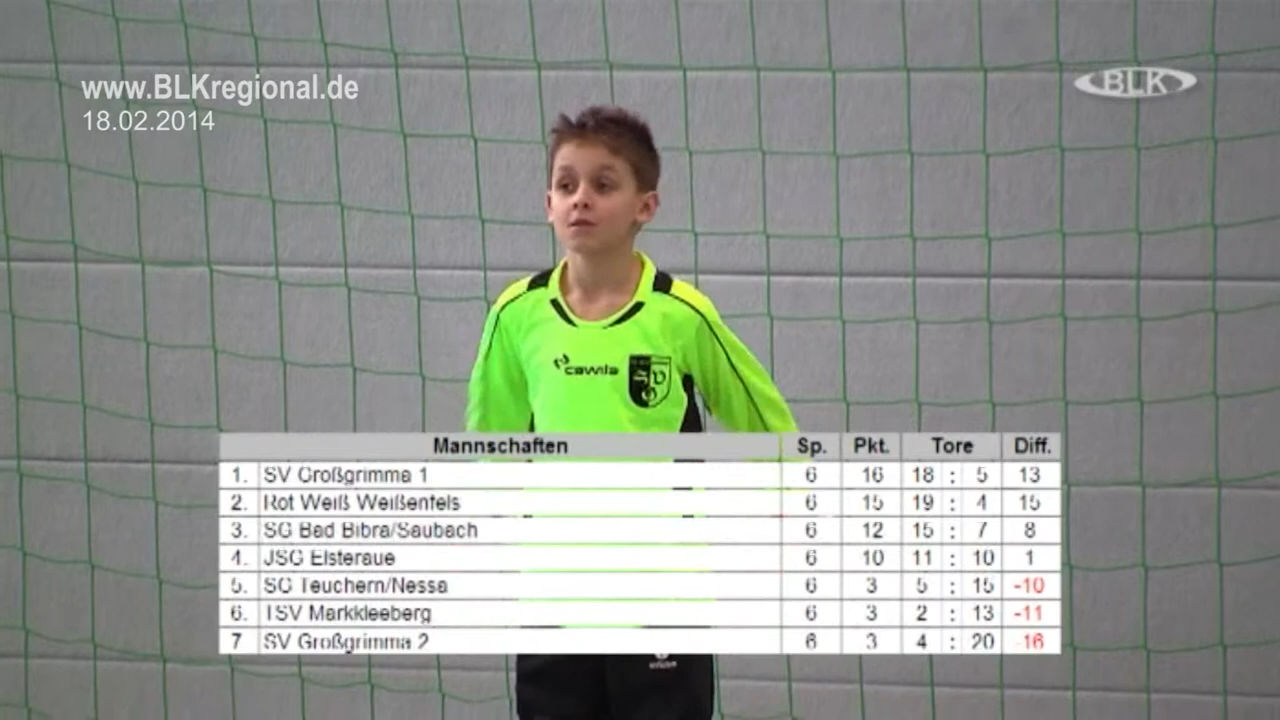 www.BLKregional.de
18.02.2014
BLK
cawila
Mannschaften Sp. Pkt. Tore Diff.
1. SV Großgrimma 1 6 16 18 : 5 13
2. Rot Weiß Weißenfels 6 15 19 : 4 15
3. SG Bad Bibra/Saubach 6 12 15 : 7 8
4. JSG Elsteraue 6 10 11 : 10 1
5. SG Teuchern/Nessa 6 3 5 : 15 -10
6. TSV Markkleeberg 6 3 2 : 13 -11
7 SV Großgrimma 2 6 3 4 : 20 -16